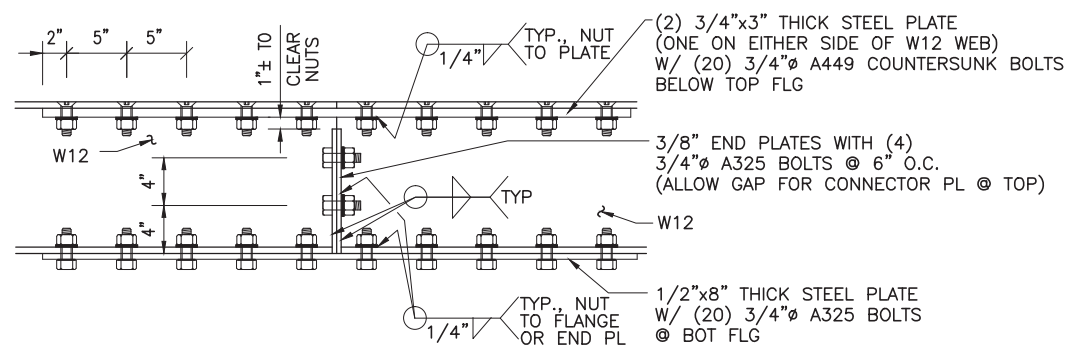 2”
5”
5”
1”± TO
CLEAR
NUTS
1/4”
TYP., NUT
TO PLATE
(2) 3/4”x3” THICK STEEL PLATE
(ONE ON EITHER SIDE OF W12 WEB)
W/ (20) 3/4”ø A449 COUNTERSUNK BOLTS
BELOW TOP FLG
W12
4”
4”
3/8” END PLATES WITH (4)
3/4”ø A325 BOLTS @ 6” O.C.
(ALLOW GAP FOR CONNECTOR PL @ TOP)
TYP
W12
1/4”
TYP., NUT
TO FLANGE
OR END PL
1/2”x8” THICK STEEL PLATE
W/ (20) 3/4”ø A325 BOLTS
@ BOT FLG